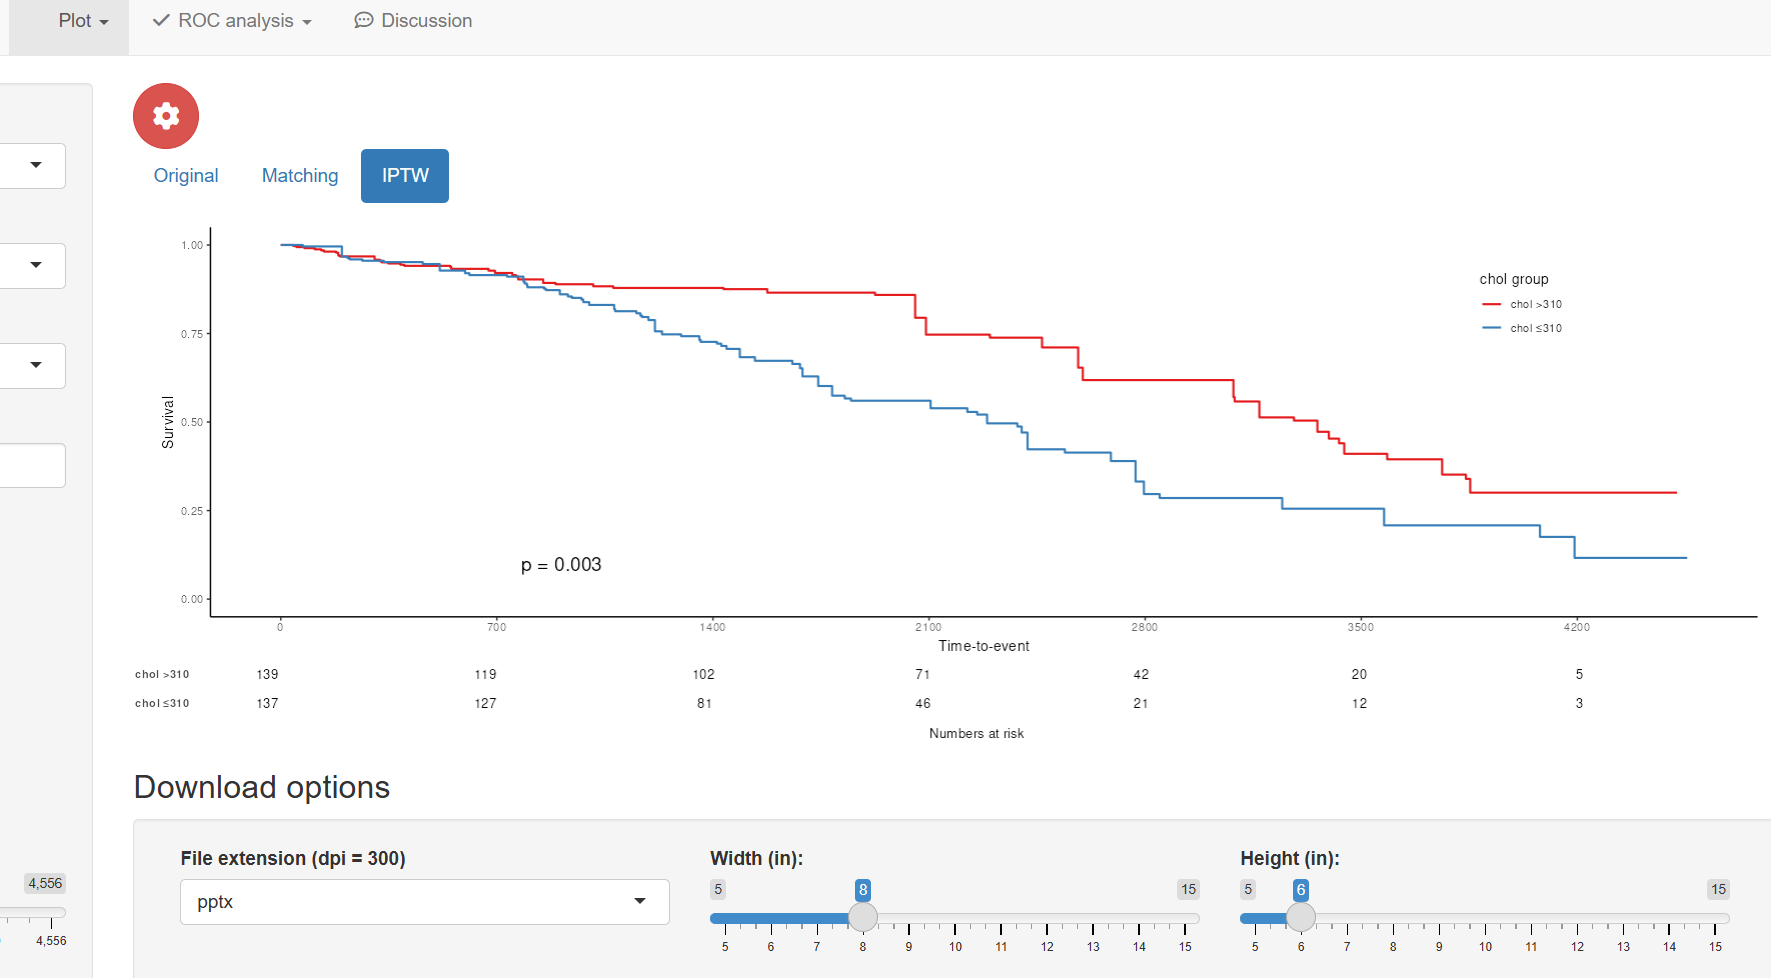 Plot ROC analysis Discussion
Original Matching IPTW
1.00
0.75
0.50
0.25
0.00
Survival
chol group
chol >310
chol ≤310
p = 0.003
0 700 1400 2100 2800 3500 4200
Time-to-event
chol >310 139 119 102 71 42 20 5
chol ≤310 137 127 81 46 21 12 3
Numbers at risk
Download options
File extension (dpi = 300) Width (in): Height (in):
4,556 5 8 15 5 6 15
pptx
4,556 5 6 7 8 9 10 11 12 13 14 15 5 6 7 8 9 10 11 12 13 14 15